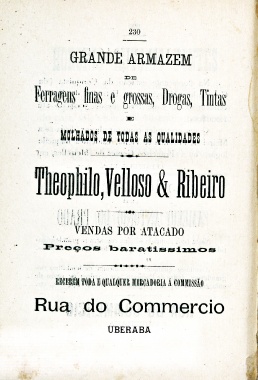 230
GRANDE ARMAZEM
DE
Ferragens finas e grossas, Drogas, Tintas
E
MOLHADOS DE TODAS AS QUALIDADES
Theophilo, Velloso & Ribeiro
VENDAS POR ATACADO
Preços baratissimos
RECEBEM TODA E QUALQUER MERCADORIA Á COMMISSÃO
Rua do Commercio
UBERABA